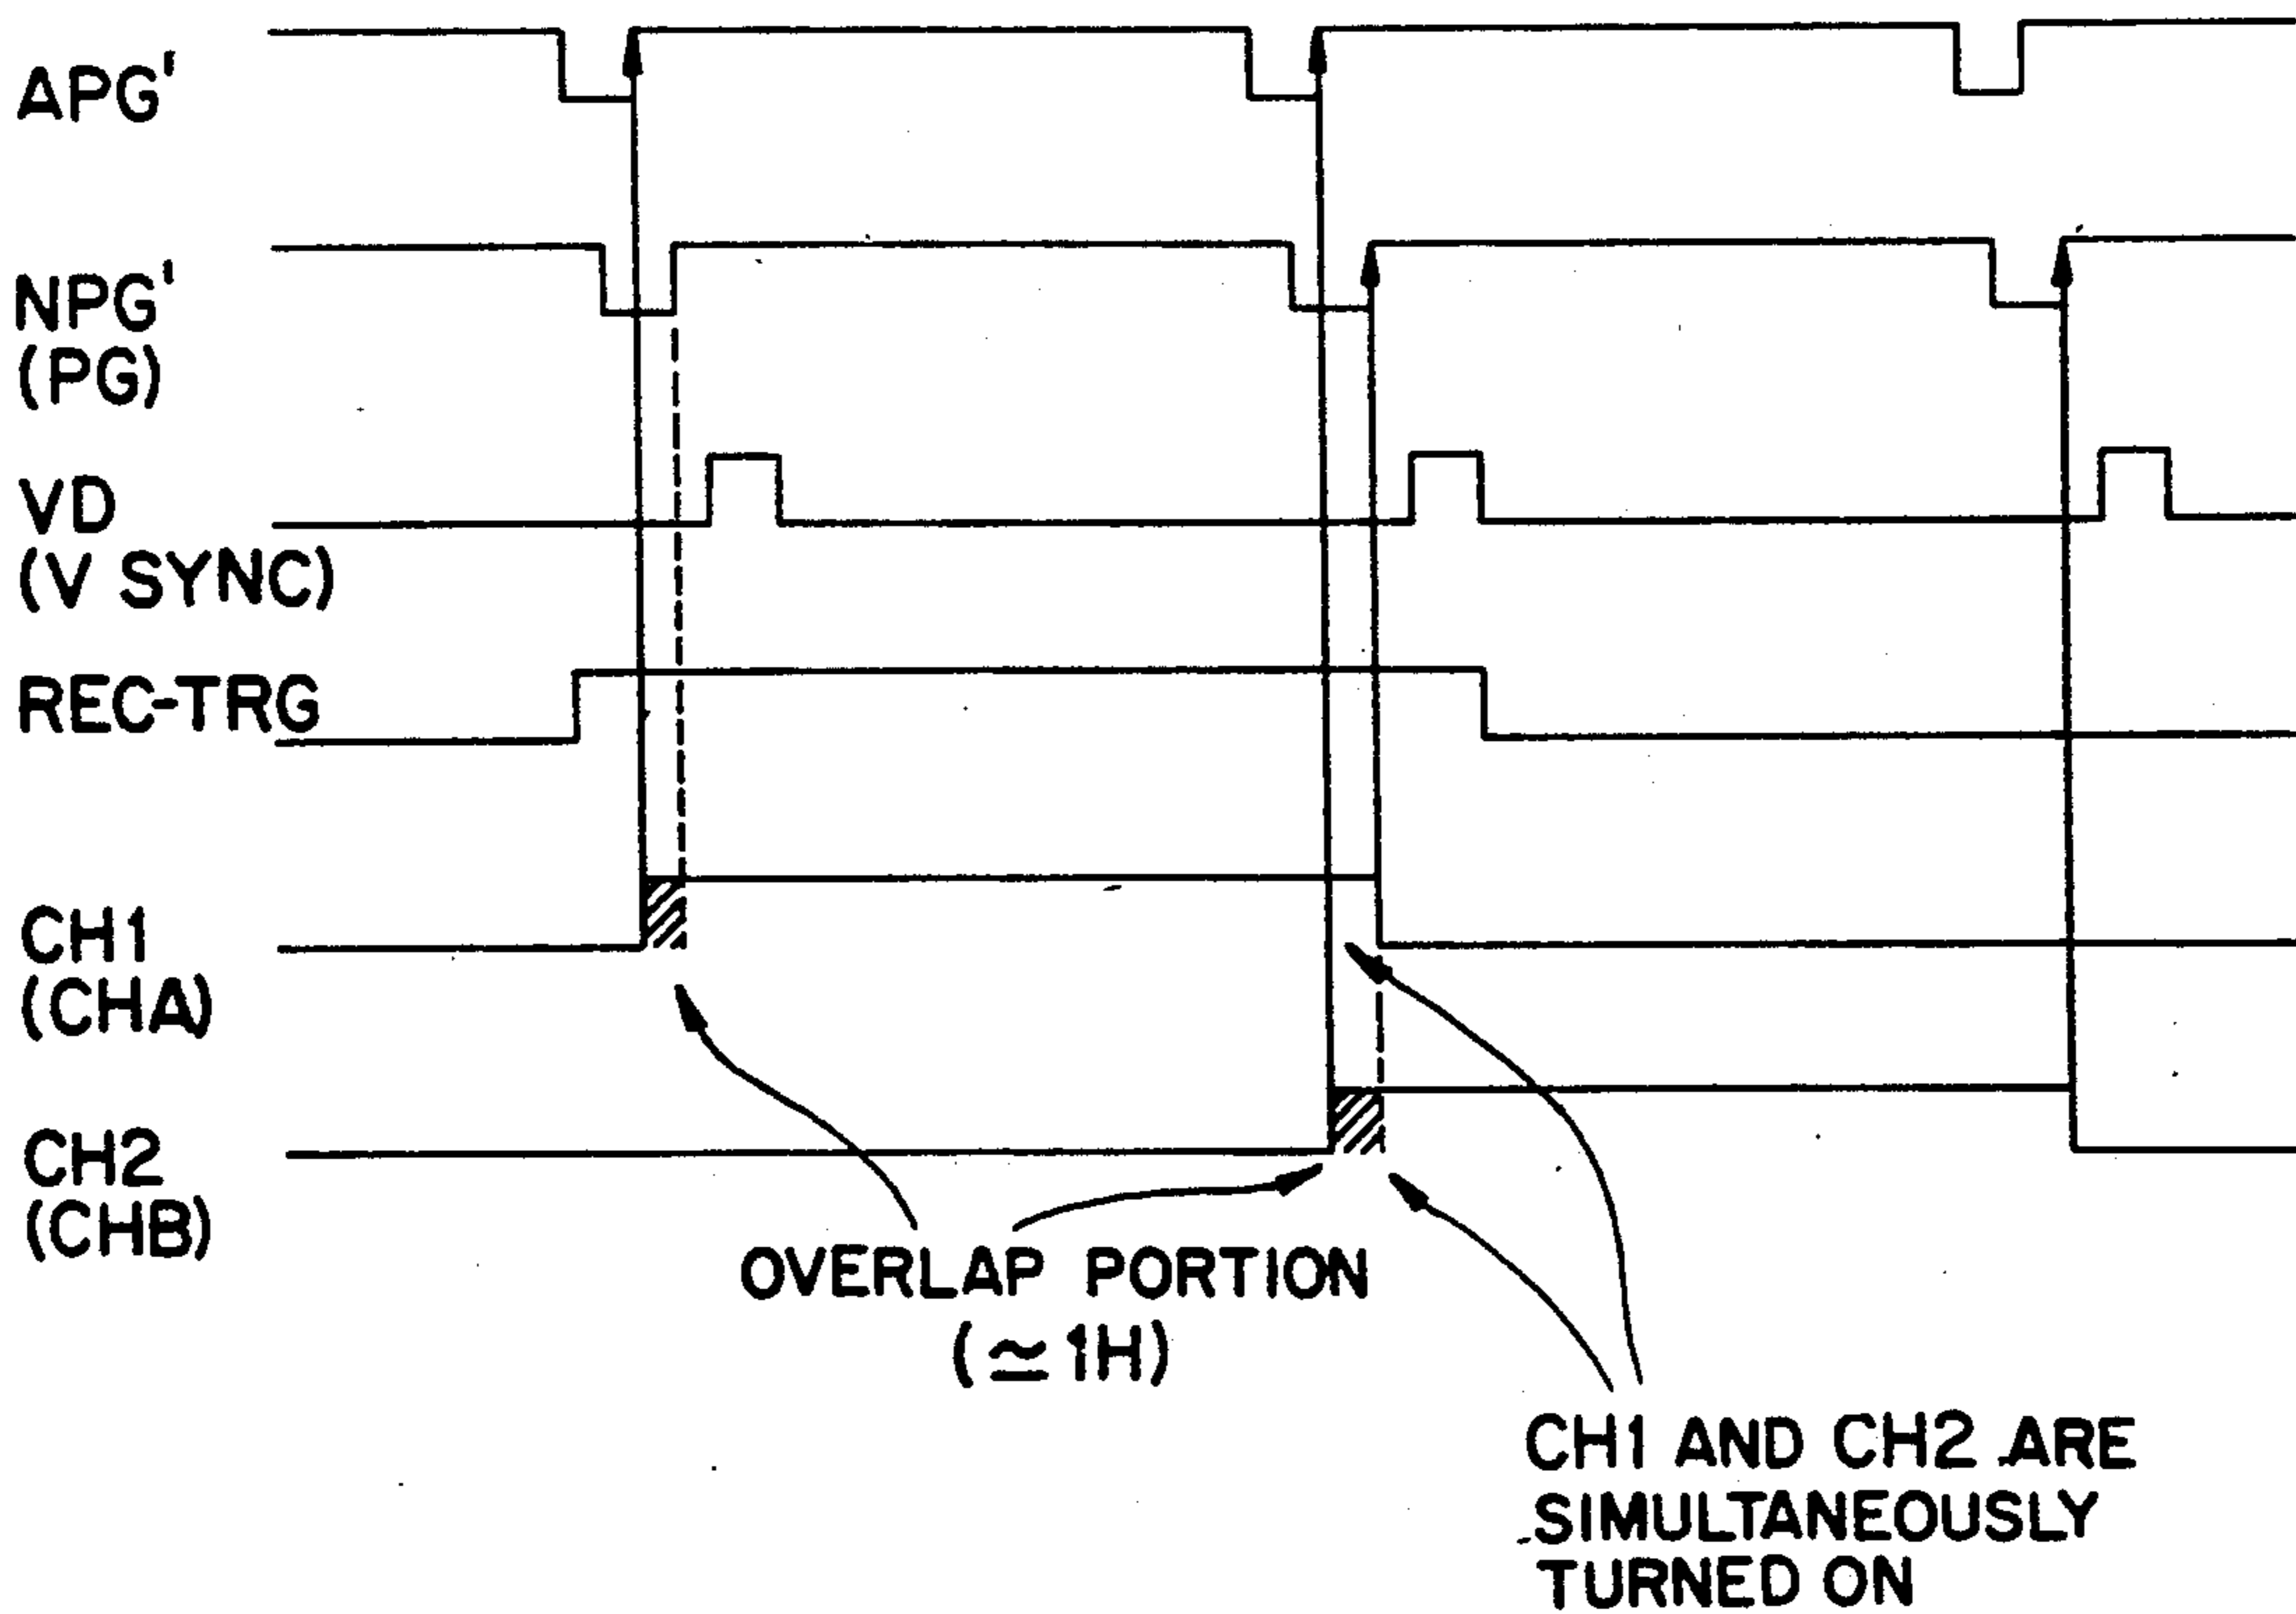 APG'
NPG'
(PG)
VD
(V SYNC)
REC-TRG
CH1
(CHA)
CH2
(CHB)
OVERLAP PORTION
(≃1H)
CH1 AND CH2 ARE
SIMULTANEOUSLY
TURNED ON